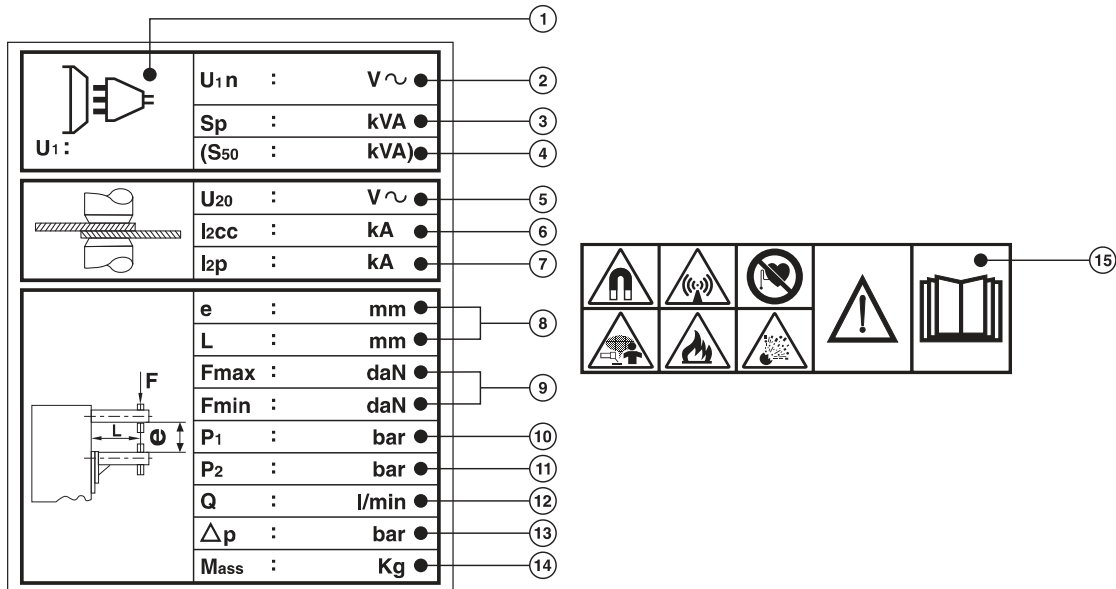 1
U1n : V~ 2
Sp : kVA 3
U1 :
(S50 : kVA) 4
U20 : V~ 5
I2cc : kA 6
I2p : kA 7
15
e : mm
8
L : mm
Fmax : daN
9
Fmin : daN
F
L
e
P1 : bar 10
P2 : bar 11
Q : l/min 12
△p : bar 13
Mass : Kg 14